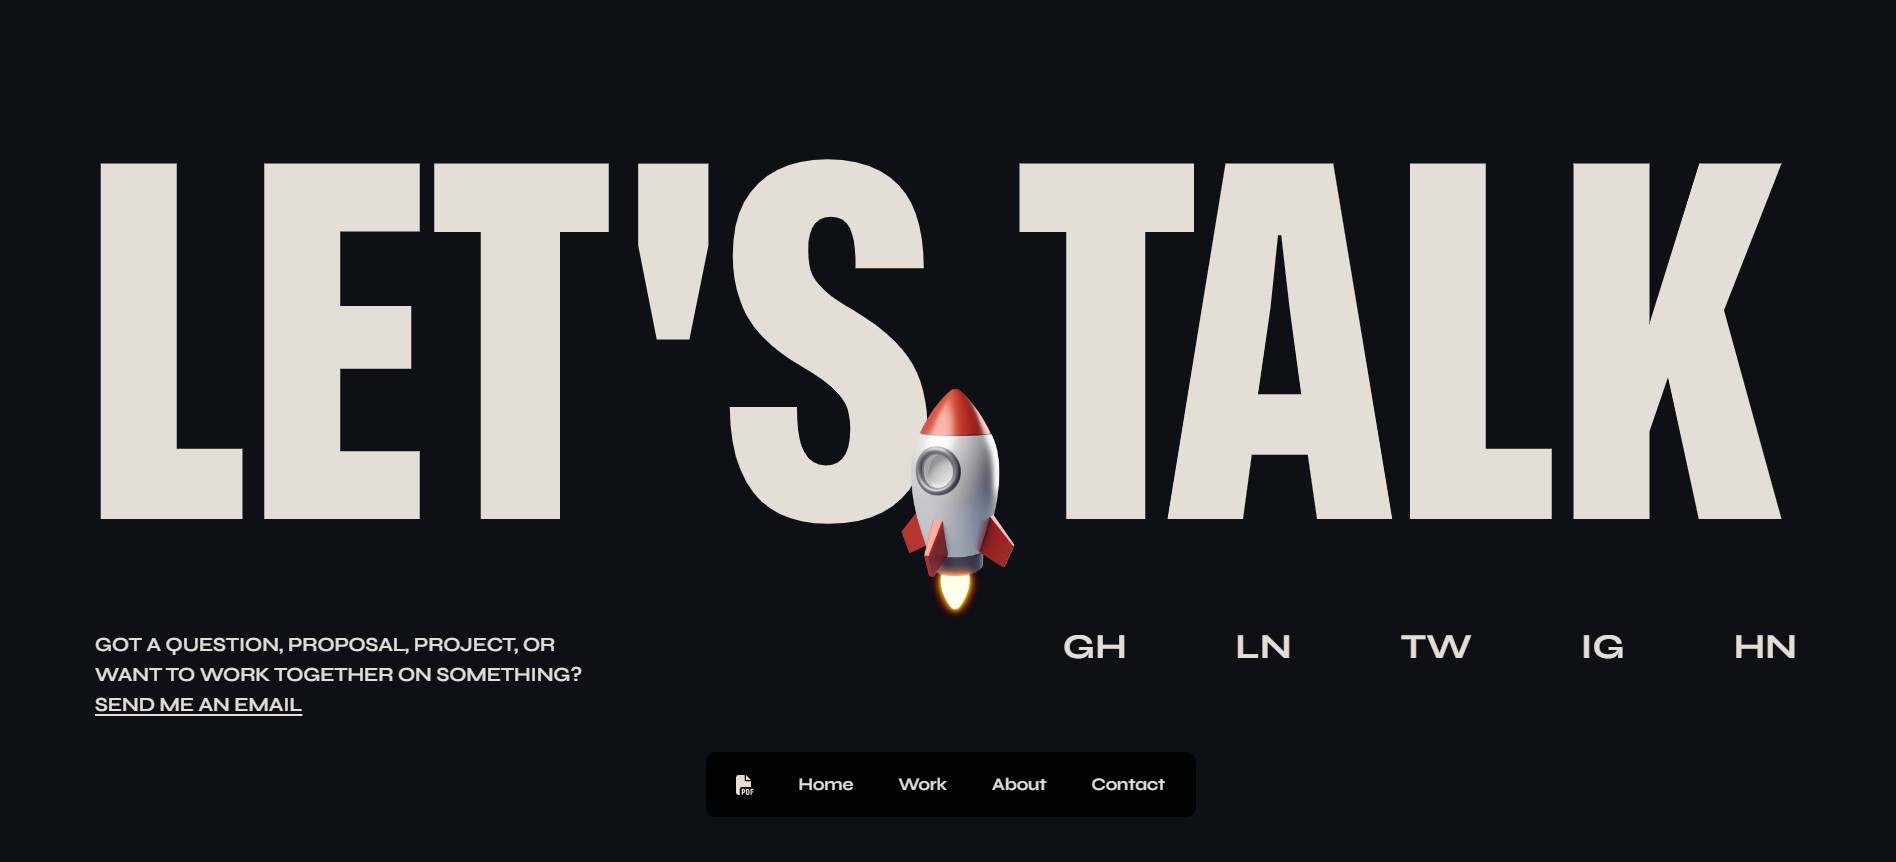 LET'S TALK
GOT A QUESTION, PROPOSAL, PROJECT, OR
WANT TO WORK TOGETHER ON SOMETHING?
SEND ME AN EMAIL
GH LN TW IG HN
PDF Home Work About Contact